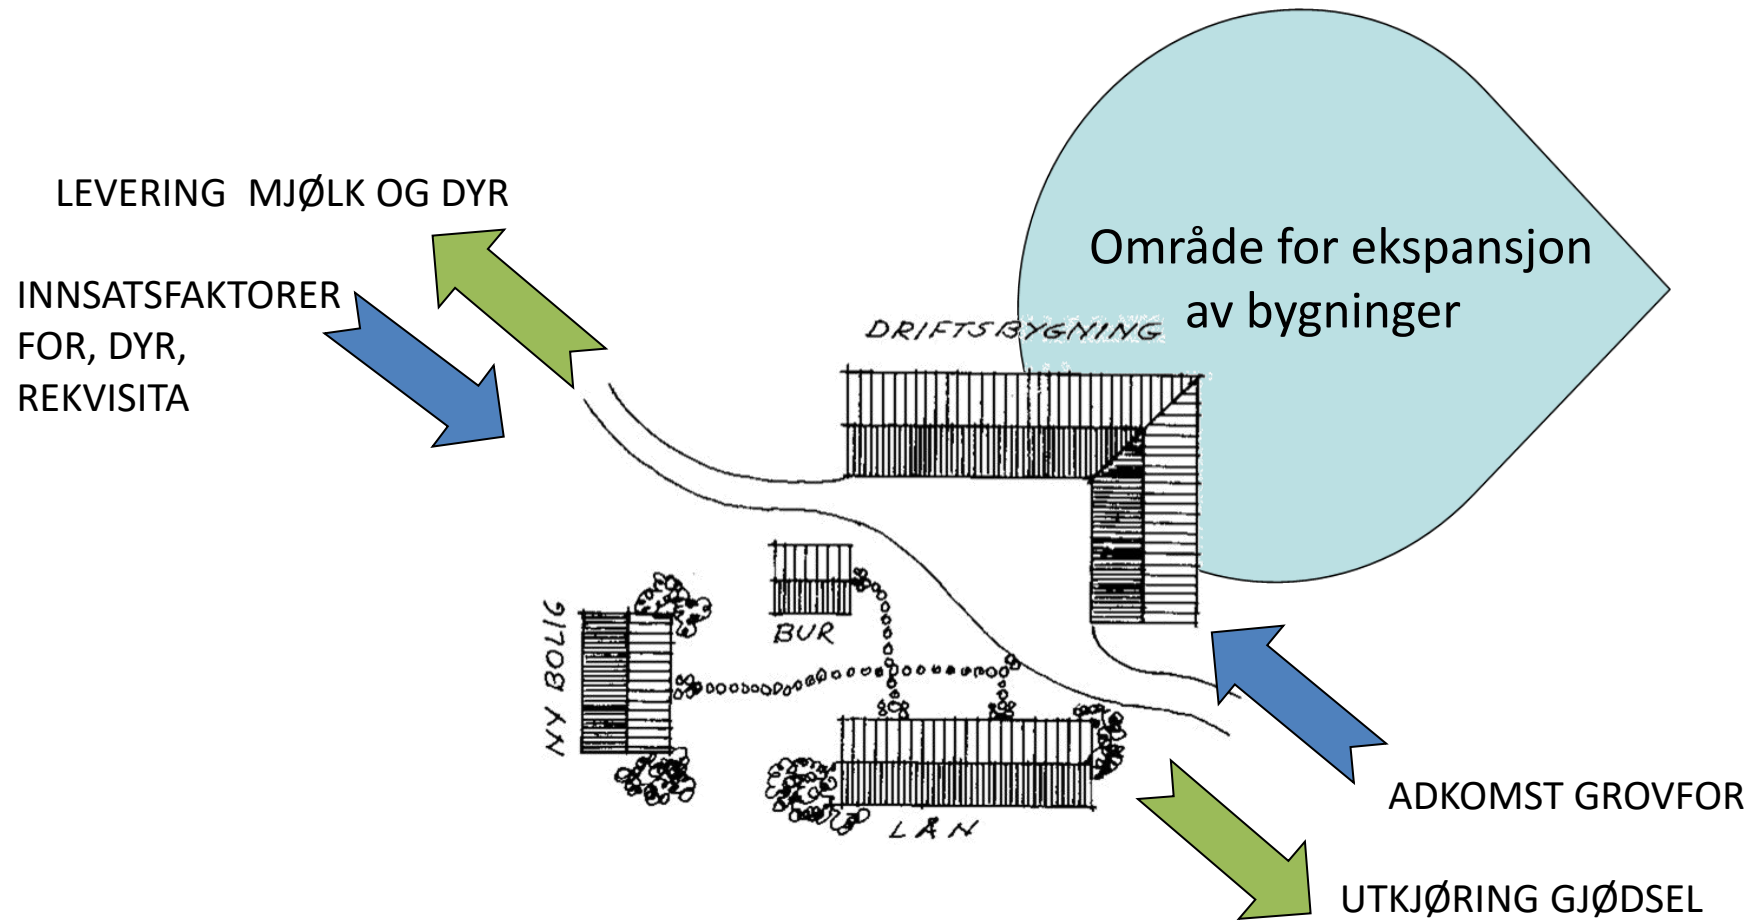 LEVERING MJØLK OG DYR
INNSATSFAKTORER
FOR, DYR,
REKVISITA
Område for ekspansjon
av bygninger
DRIFTSBYGNING
BUR
NY BOLIG
LÅN
ADKOMST GROVFOR
UTKJØRING GJØDSEL